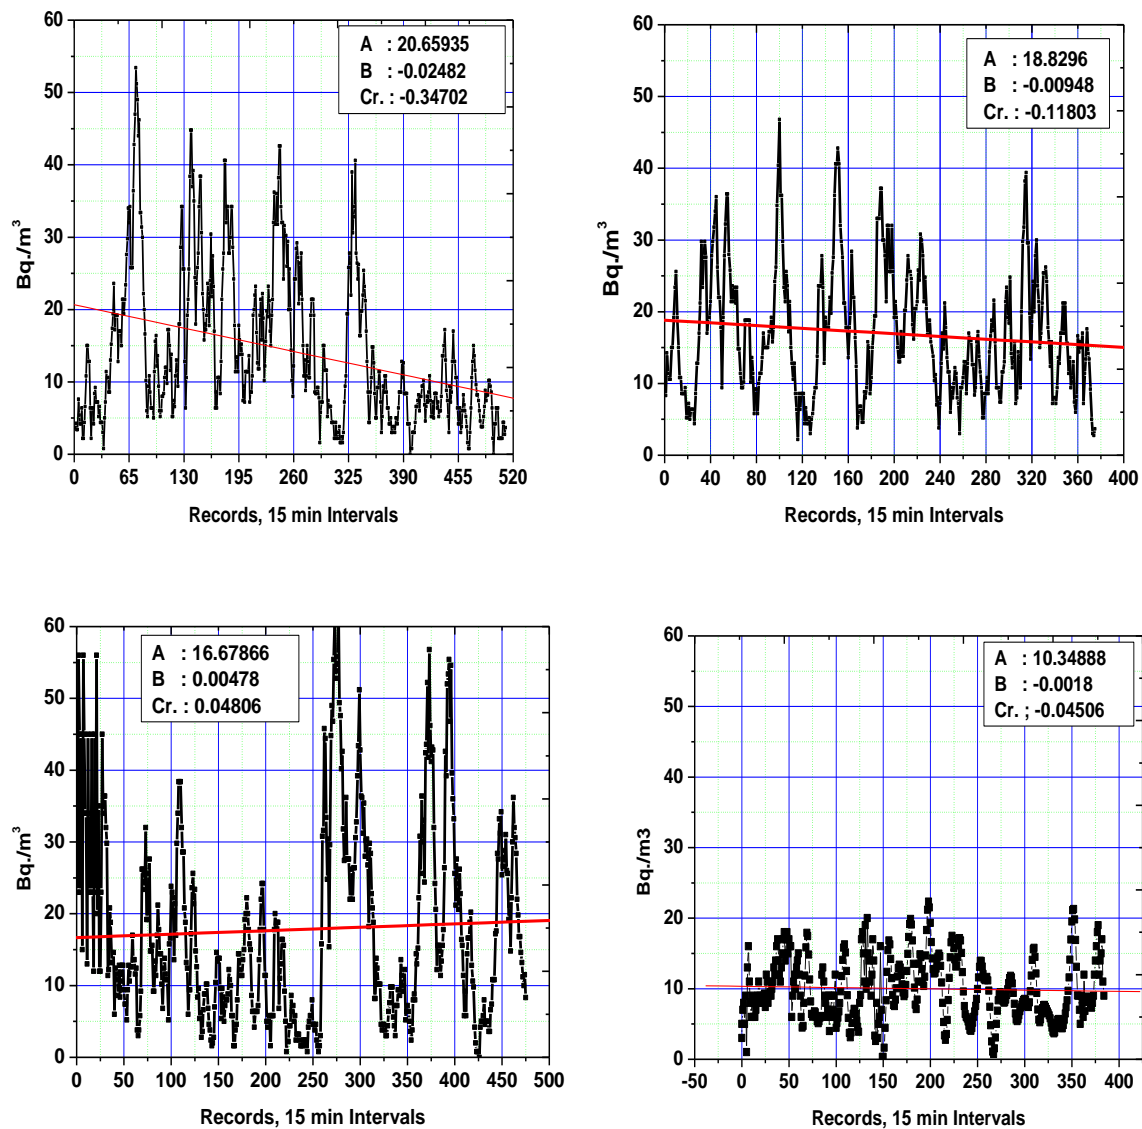 A : 20.65935
B : -0.02482
Cr. : -0.34702
60
50
40
30
20
10
0
Bq./m³
0 65 130 195 260 325 390 455 520
Records, 15 min Intervals
A : 18.8296
B : -0.00948
Cr. : -0.11803
60
50
40
30
20
10
0
Bq./m³
0 40 80 120 160 200 240 280 320 360 400
Records, 15 min Intervals
A : 16.67866
B : 0.00478
Cr. : 0.04806
60
50
40
30
20
10
0
Bq./m³
0 50 100 150 200 250 300 350 400 450 500
Records, 15 min Intervals
A : 10.34888
B : -0.0018
Cr. ; -0.04506
60
50
40
30
20
10
0
Bq./m3
-50 0 50 100 150 200 250 300 350 400
Records, 15 min Intervals